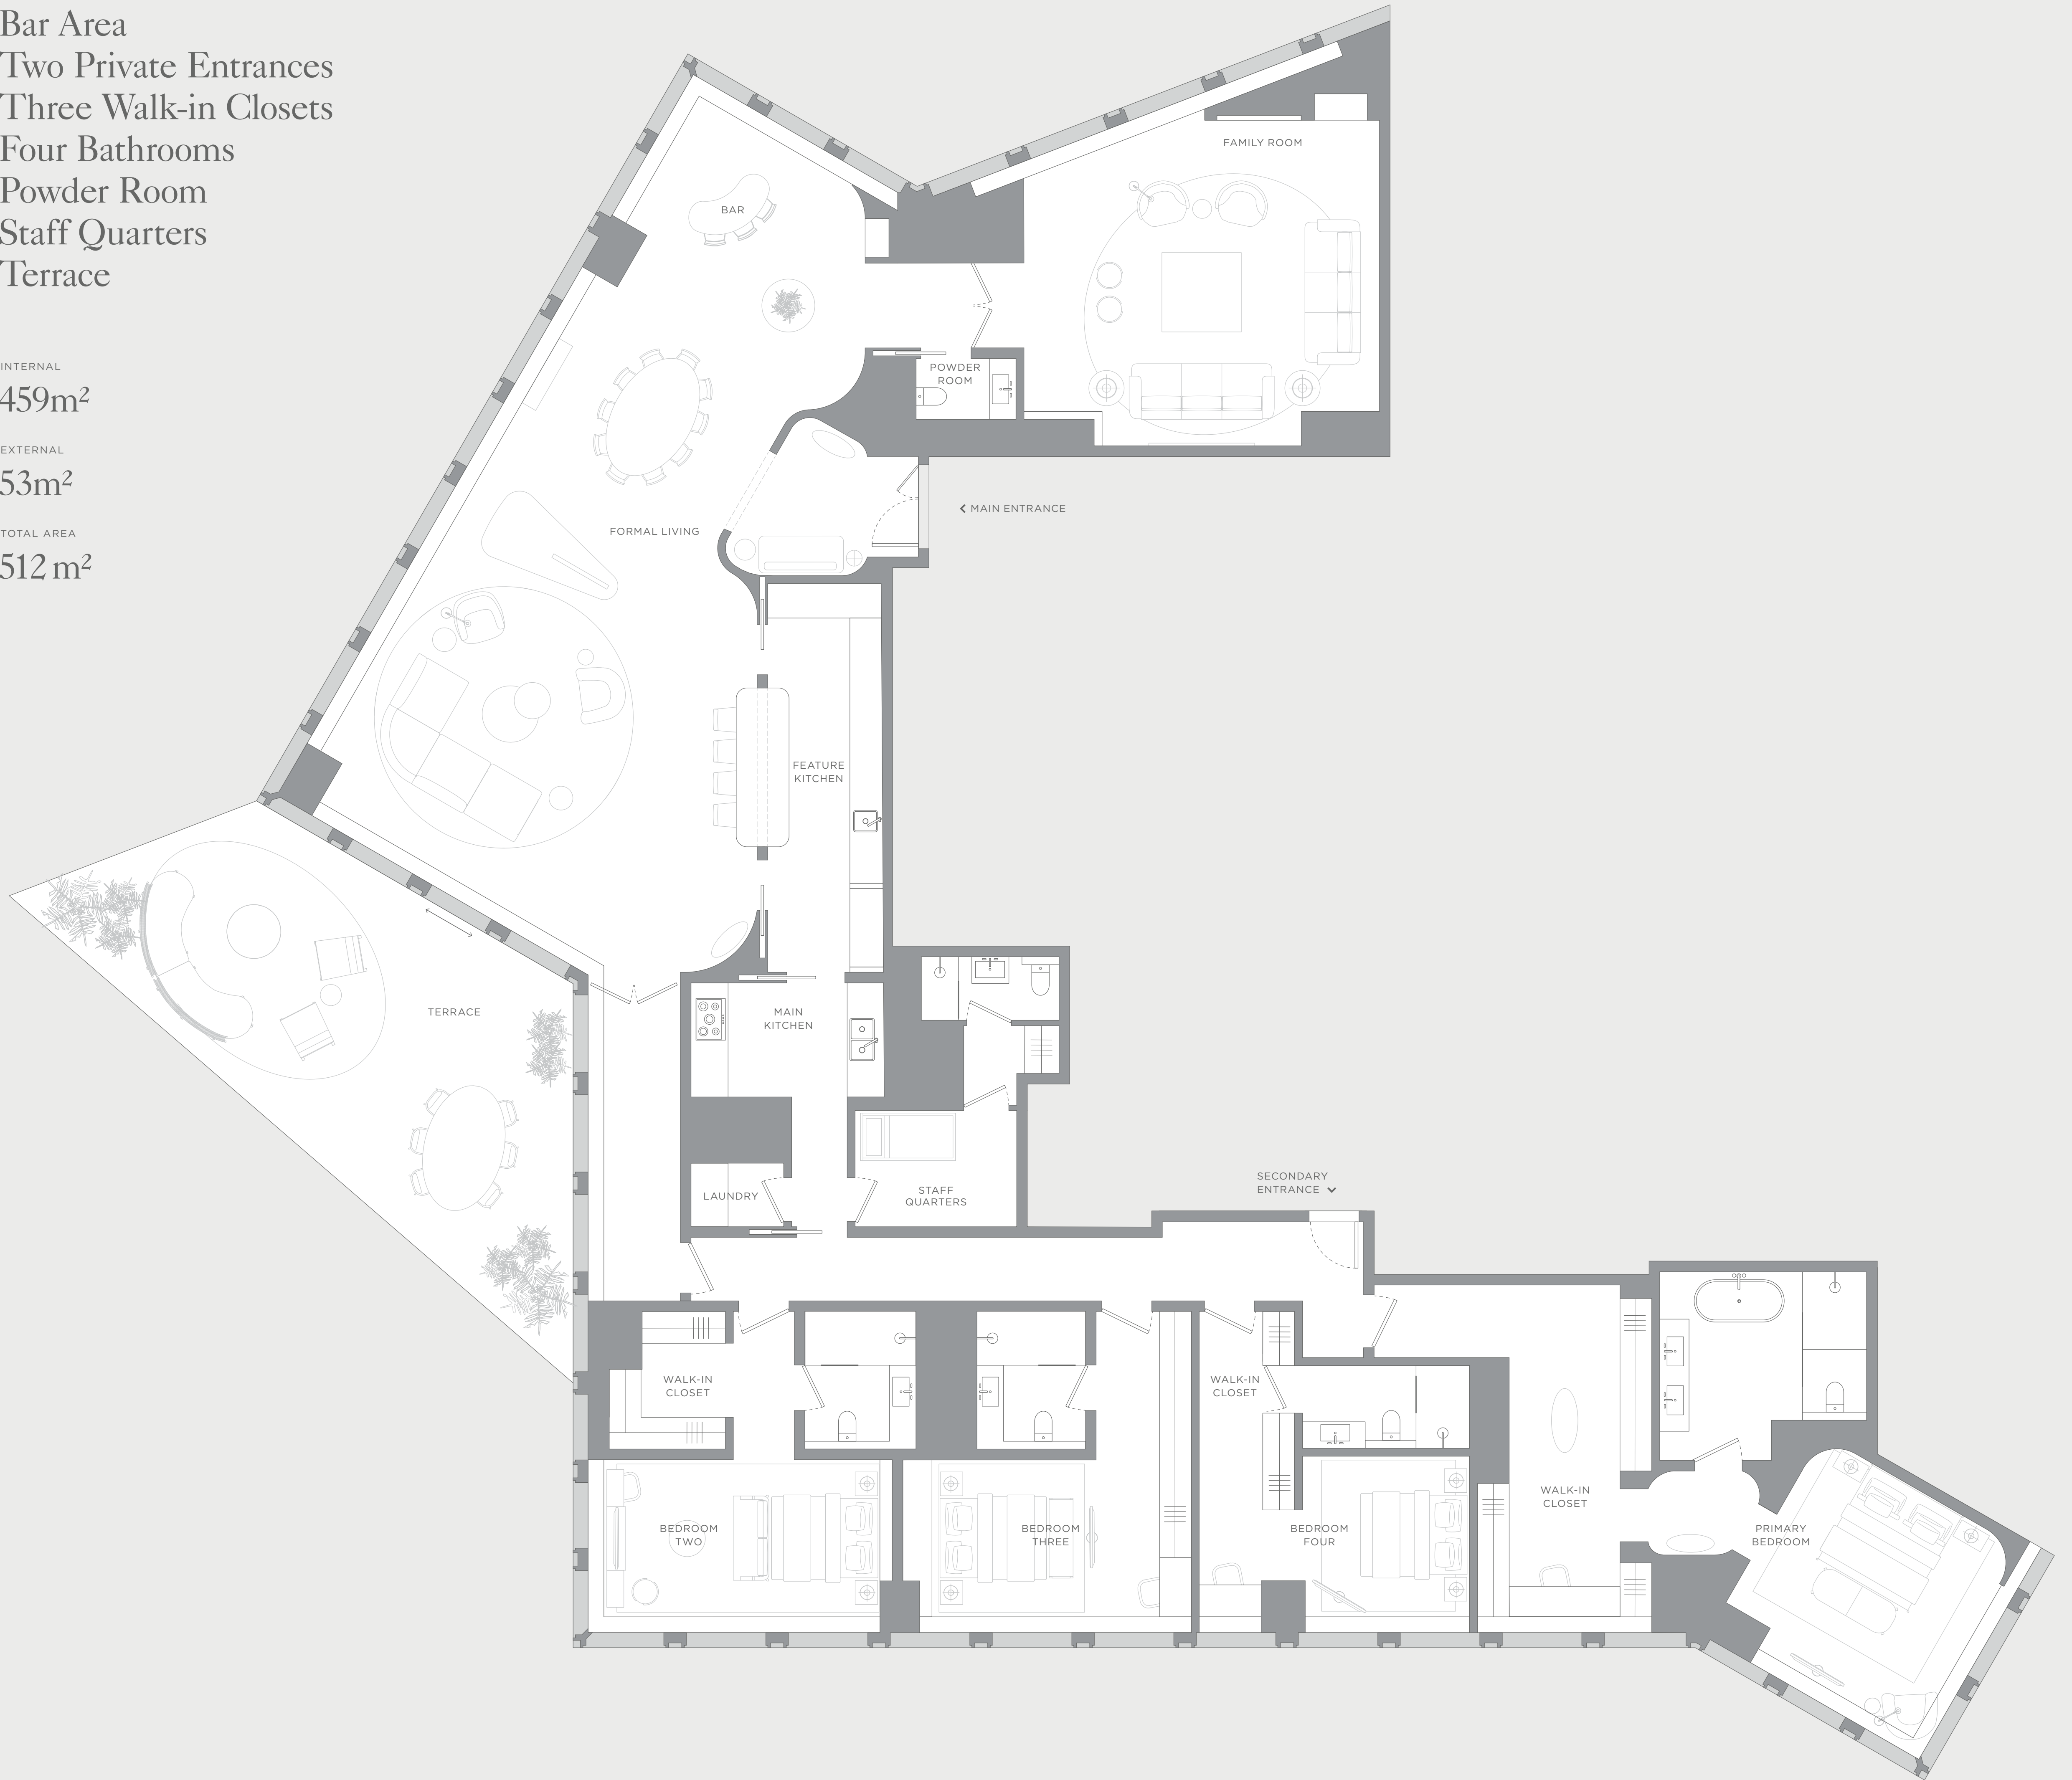 Bar Area
Two Private Entrances
Three Walk-in Closets
Four Bathrooms
Powder Room
Staff Quarters
Terrace
INTERNAL
459m²
EXTERNAL
53m²
TOTAL AREA
512 m²
FAMILY ROOM
BAR
POWDER
ROOM
MAIN ENTRANCE
FORMAL LIVING
FEATURE
KITCHEN
TERRACE
MAIN
KITCHEN
LAUNDRY
STAFF
QUARTERS
SECONDARY
ENTRANCE
WALK-IN
CLOSET
WALK-IN
CLOSET
WALK-IN
CLOSET
BEDROOM
TWO
BEDROOM
THREE
BEDROOM
FOUR
PRIMARY
BEDROOM